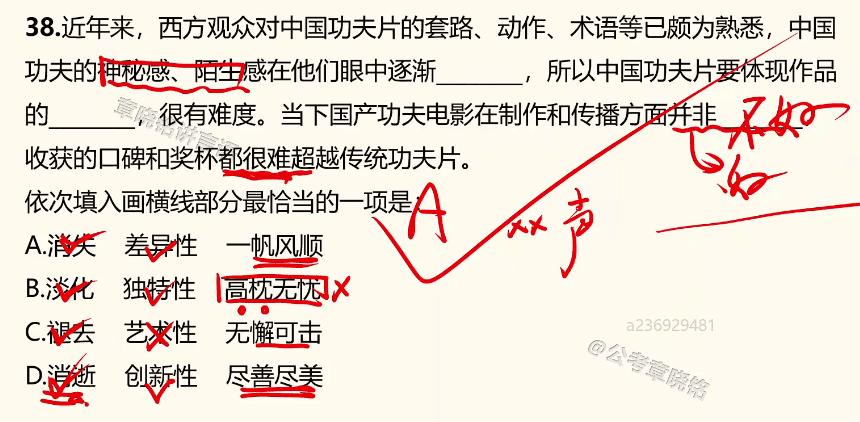 38.近年来，西方观众对中国功夫片的套路、动作、术语等已颇为熟悉，中国
功夫的神秘感、陌生感在他们眼中逐渐________，所以中国功夫片要体现作品
的________，很有难度。当下国产功夫电影在制作和传播方面并非________，
收获的口碑和奖杯都很难超越传统功夫片。
不好
依次填入画横线部分最恰当的一项是：
A
××声
A.消失 差异性 一帆风顺
B.淡化 独特性 高枕无忧 ×
C.褪去 艺术性 无懈可击
D.消逝 创新性 尽善尽美
a236929481
@公考章晓铭